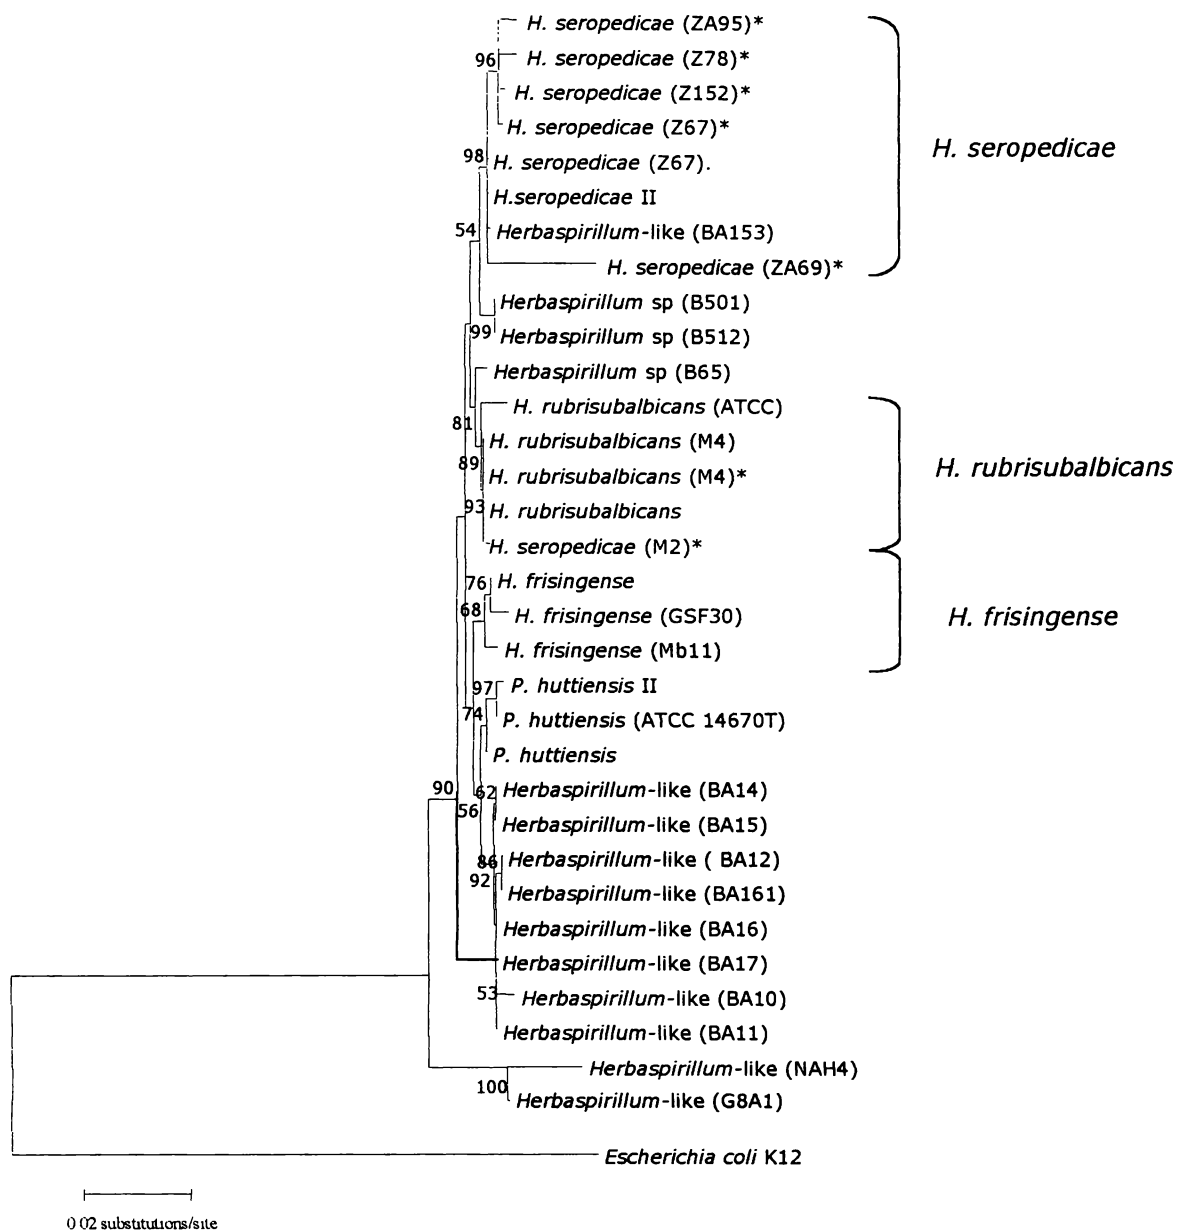 H. seropedicae (ZA95)*
96
H. seropedicae (Z78)*
H. seropedicae (Z152)*
H. seropedicae (Z67)*
H. seropedicae
98
H. seropedicae (Z67).
H.seropedicae II
54
Herbaspirillum-like (BA153)
H. seropedicae (ZA69)*
Herbaspirillum sp (B501)
99
Herbaspirillum sp (B512)
Herbaspirillum sp (B65)
H. rubrisubalbicans (ATCC)
81
H. rubrisubalbicans (M4)
H. rubrisubalbicans
89
H. rubrisubalbicans (M4)*
93
H. rubrisubalbicans
H. seropedicae (M2)*
76
H. frisingense
68
H. frisingense (GSF30)
H. frisingense
H. frisingense (Mb11)
97
P. huttiensis II
74
P. huttiensis (ATCC 14670T)
P. huttiensis
90
62
Herbaspirillum-like (BA14)
56
Herbaspirillum-like (BA15)
86
Herbaspirillum-like ( BA12)
92
Herbaspirillum-like (BA161)
Herbaspirillum-like (BA16)
Herbaspirillum-like (BA17)
53
Herbaspirillum-like (BA10)
Herbaspirillum-like (BA11)
Herbaspirillum-like (NAH4)
100
Herbaspirillum-like (G8A1)
Escherichia coli K12
0 02 substitutions/site